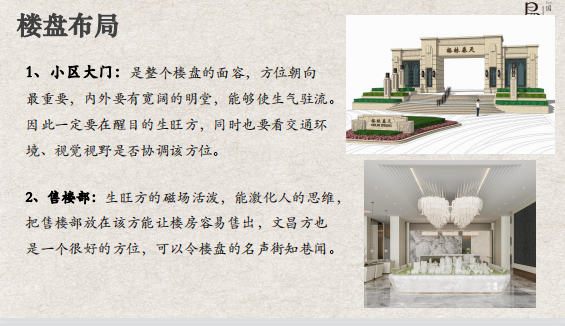 楼盘布局
1、小区大门：是整个楼盘的面容，方位朝向
最重要，内外要有宽阔的明堂，能够使生气驻流。
因此一定要在醒目的生旺方，同时也要看交通环
境、视觉视野是否协调该方位。
2、售楼部：生旺方的磁场活泼，能激化人的思维，
把售楼部放在该方能让楼房容易售出，文昌方也
是一个很好的方位，可以令楼盘的名声街知巷闻。